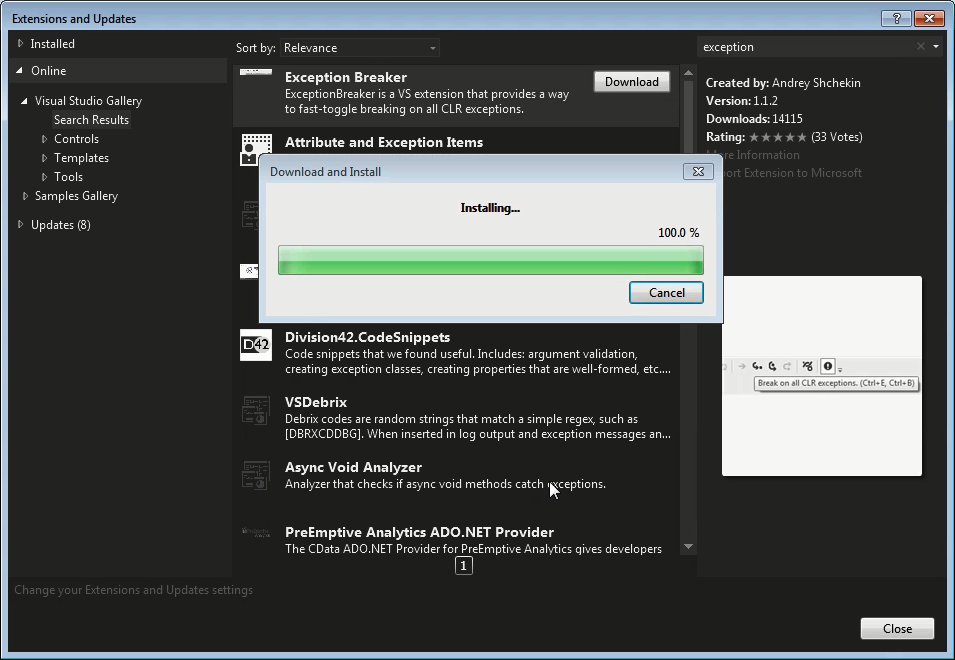 Extensions and Updates
Installed
Online
Visual Studio Gallery
Search Results
Controls
Templates
Tools
Samples Gallery
Updates (8)
Sort by: Relevance
Exception Breaker
ExceptionBreaker is a VS extension that provides a way
to fast-toggle breaking on all CLR exceptions.
Download
Attribute and Exception Items
Download and Install
Installing...
100.0 %
Cancel
D42
Division42.CodeSnippets
Code snippets that we found useful. Includes: argument validation,
creating exception classes, creating properties that are well-formed, etc....
VSDebrix
Debrix codes are random strings that match a simple regex, such as
[DBRXCDDBG]. When inserted in log output and exception messages an...
Async Void Analyzer
Analyzer that checks if async void methods catch exceptions.
PreEmptive Analytics ADO.NET Provider
The CData ADO.NET Provider for PreEmptive Analytics gives developers
1
exception
Created by: Andrey Shchekin
Version: 1.1.2
Downloads: 14115
Rating: ★★★★★ (33 Votes)
Information
Extension to Microsoft
Break on all CLR exceptions. (Ctrl+E, Ctrl+B)
Change your Extensions and Updates settings
Close